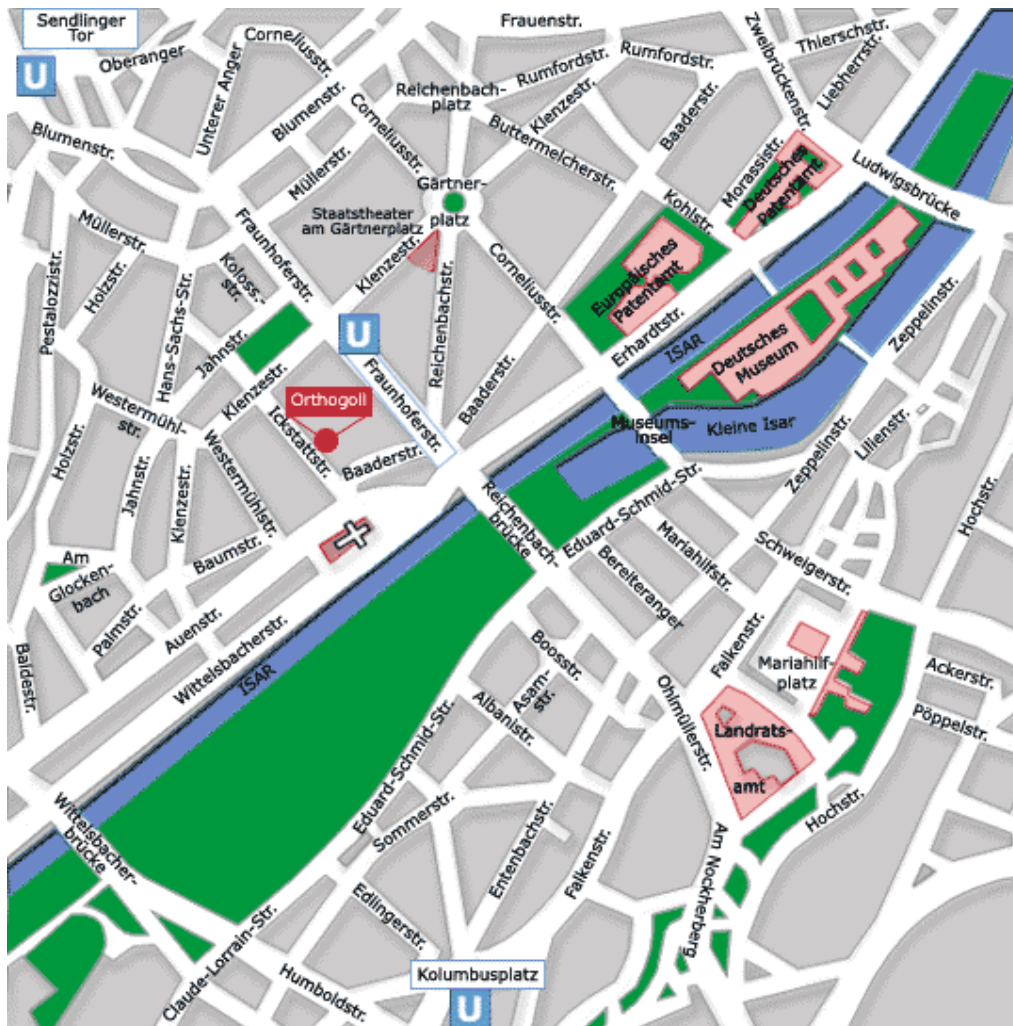 Sendlinger
Tor
U
Oberanger
Corneliusstr.
Frauenstr.
Zweibrückenstr.
Thierschstr.
Rumfordstr.
Rumfordstr.
Liebherrstr.
Unterer Anger
Blumenstr.
Reichenbach-
platz
Klenzestr.
Baaderstr.
Blumenstr.
Corneliusstr.
Buttermelcherstr.
Morassistr.
Deutsches
Patentamt
Ludwigsbrücke
Müllerstr.
Gärtner-
platz
Kohlstr.
Staatstheater
am Gärtnerplatz
Müllerstr.
Fraunhoferstr.
Klenzestr.
Corneliusstr.
Europäisches
Patentamt
Koloss.-
str.
Holzstr.
Pestalozzistr.
Hans-Sachs-Str.
Jahnstr.
U
Reichenbachstr.
Erhardtstr.
ISAR
Deutsches
Museum
Zeppelinstr.
Fraunhoferstr.
Baaderstr.
Klenzestr.
Orthogoll
Westermühl-
str.
Ickstattstr.
Museums-
insel
Kleine Isar
Lilienstr.
Holzstr.
Jahnstr.
Klenzestr.
Westermühlstr.
Baaderstr.
Zeppelinstr.
Hochstr.
Reichenbach-
brücke
Eduard-Schmid-Str.
Mariahilfstr.
Schweigerstr.
Am
Glocken-
bach
Baumstr.
Bereiteranger
Palmstr.
Auenstr.
Wittelsbacherstr.
ISAR
Baldestr.
Boosstr.
Falkenstr.
Mariahilf-
platz
Ackerstr.
Asam-
str.
Albanistr.
Ohlmüllerstr.
Pöppelstr.
Landrats-
amt
Eduard-Schmid-Str.
Sommerstr.
Hochstr.
Wittelsbacher-
brücke
Entenbachstr.
Falkenstr.
Am Nockherberg
Edlingerstr.
Claude-Lorrain-Str.
Humboldstr.
Kolumbusplatz
U